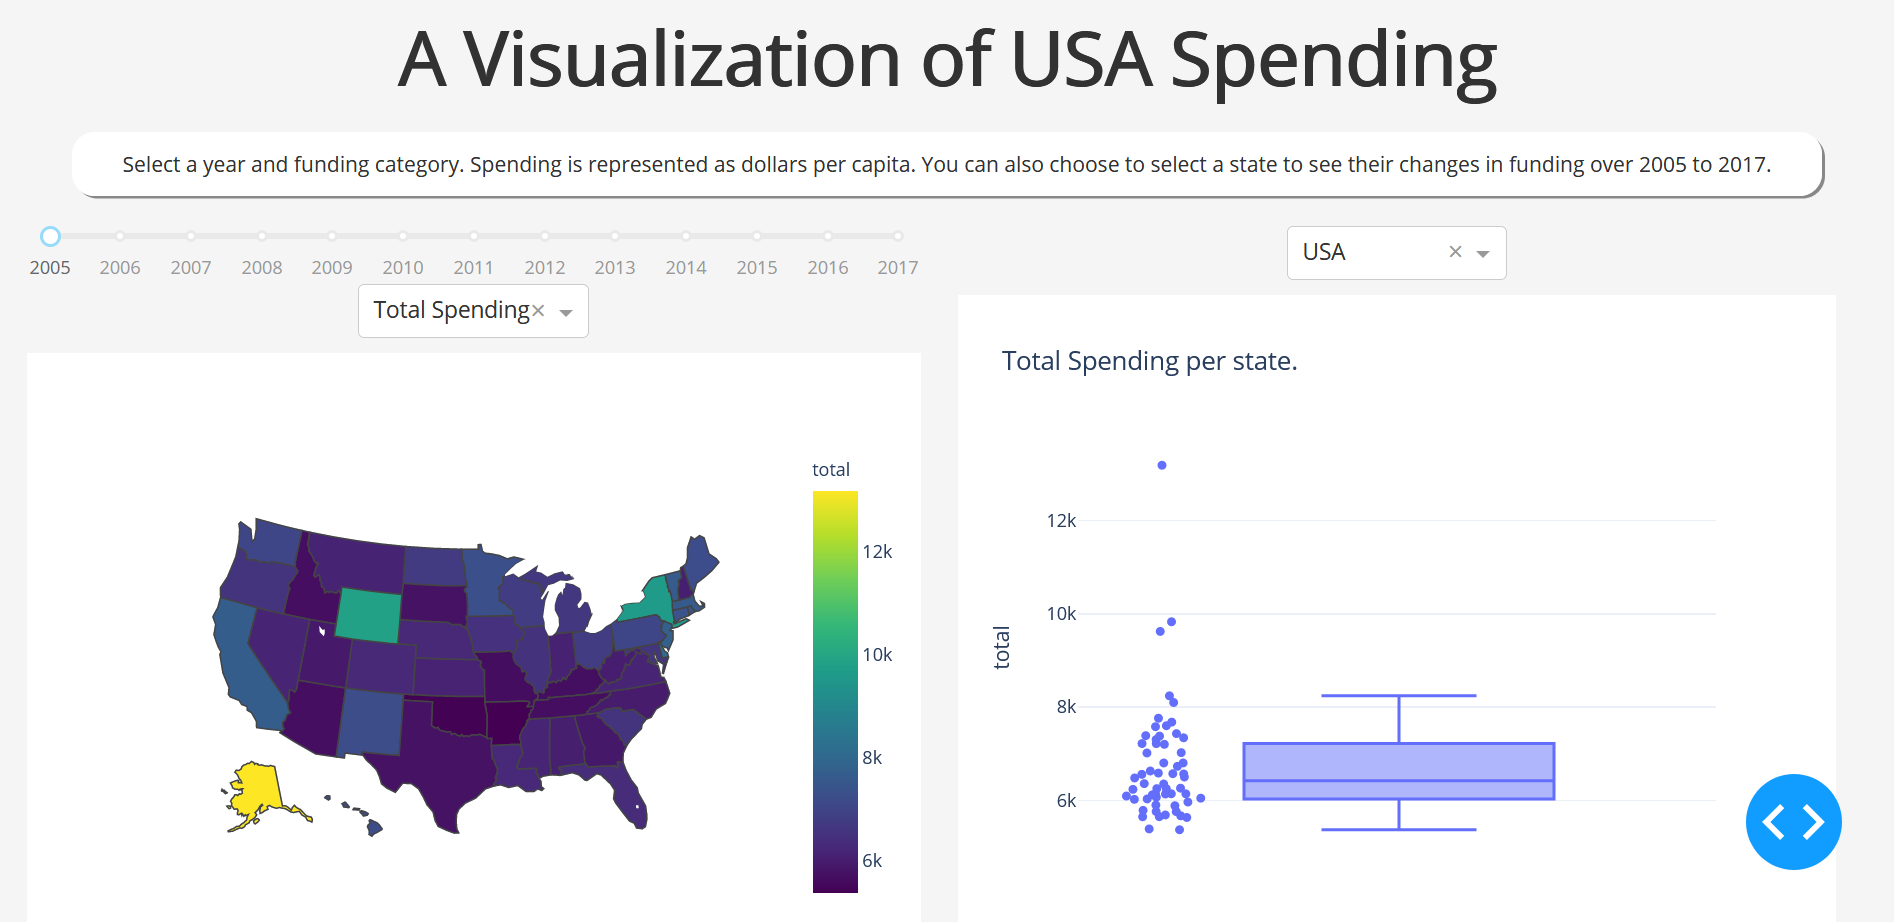 A Visualization of USA Spending
Select a year and funding category. Spending is represented as dollars per capita. You can also choose to select a state to see their changes in funding over 2005 to 2017.
2005 2006 2007 2008 2009 2010 2011 2012 2013 2014 2015 2016 2017
USA ×
Total Spending×
Total Spending per state.
total
12k
10k
8k
6k
total
12k
10k
8k
6k